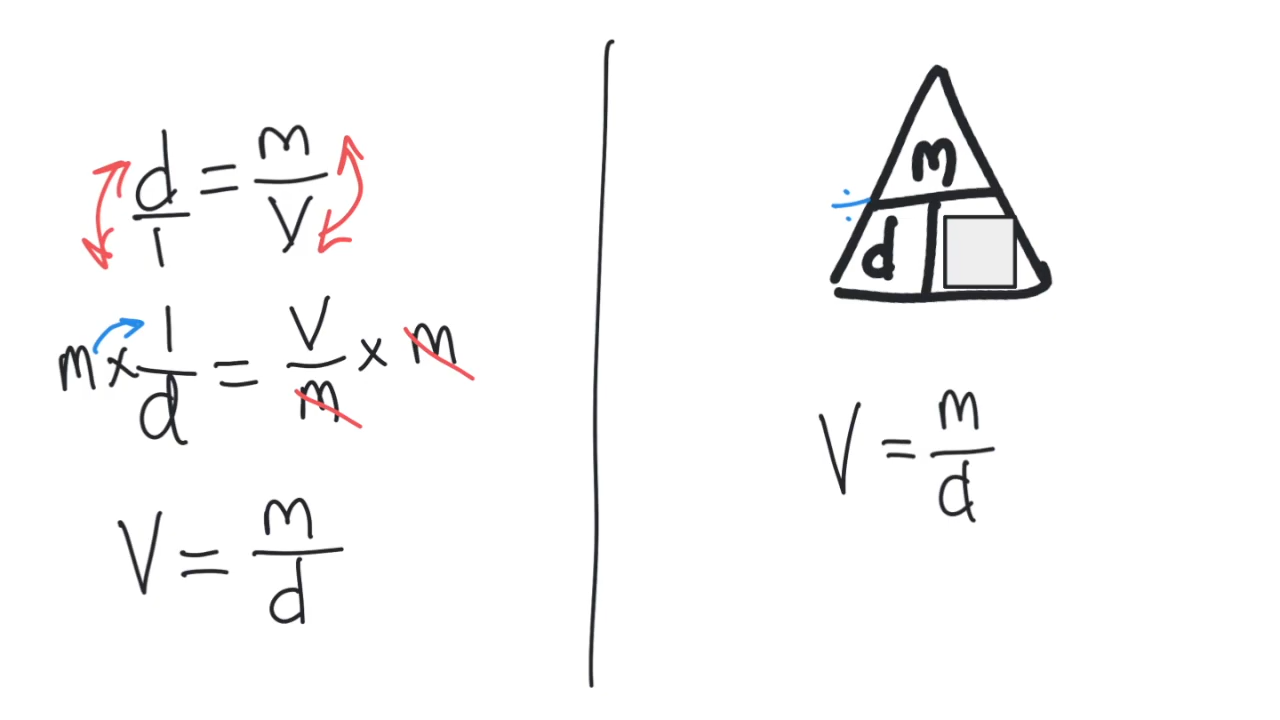 d/1 = m/V
m × 1/d = V/m × m
V = m/d
÷
m
d
V = m/d